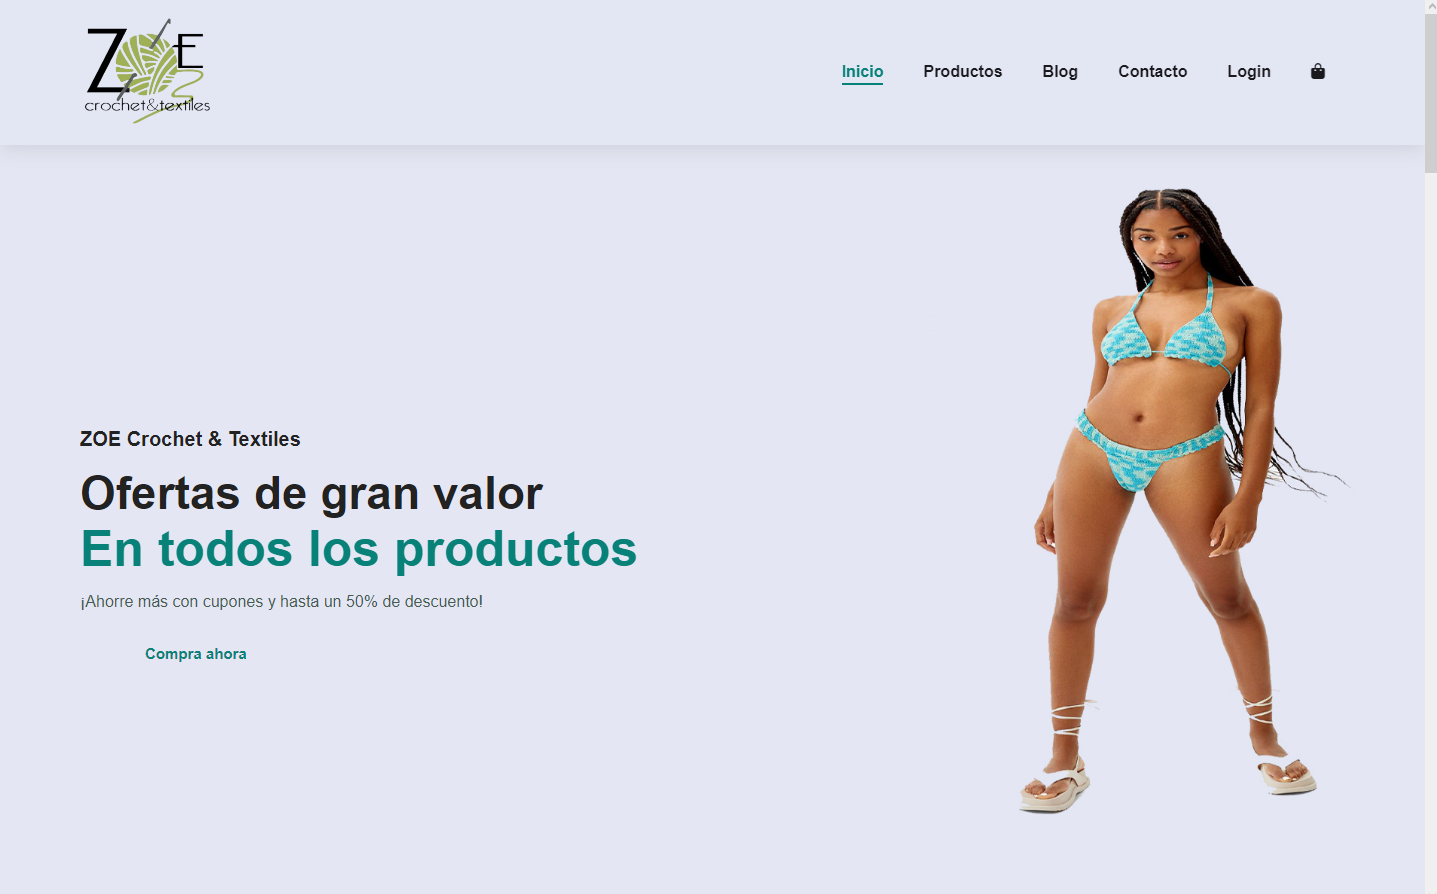 ZOE
crochet&textiles
Inicio
Productos
Blog
Contacto
Login
ZOE Crochet & Textiles
Ofertas de gran valor
En todos los productos
¡Ahorre más con cupones y hasta un 50% de descuento!
Compra ahora